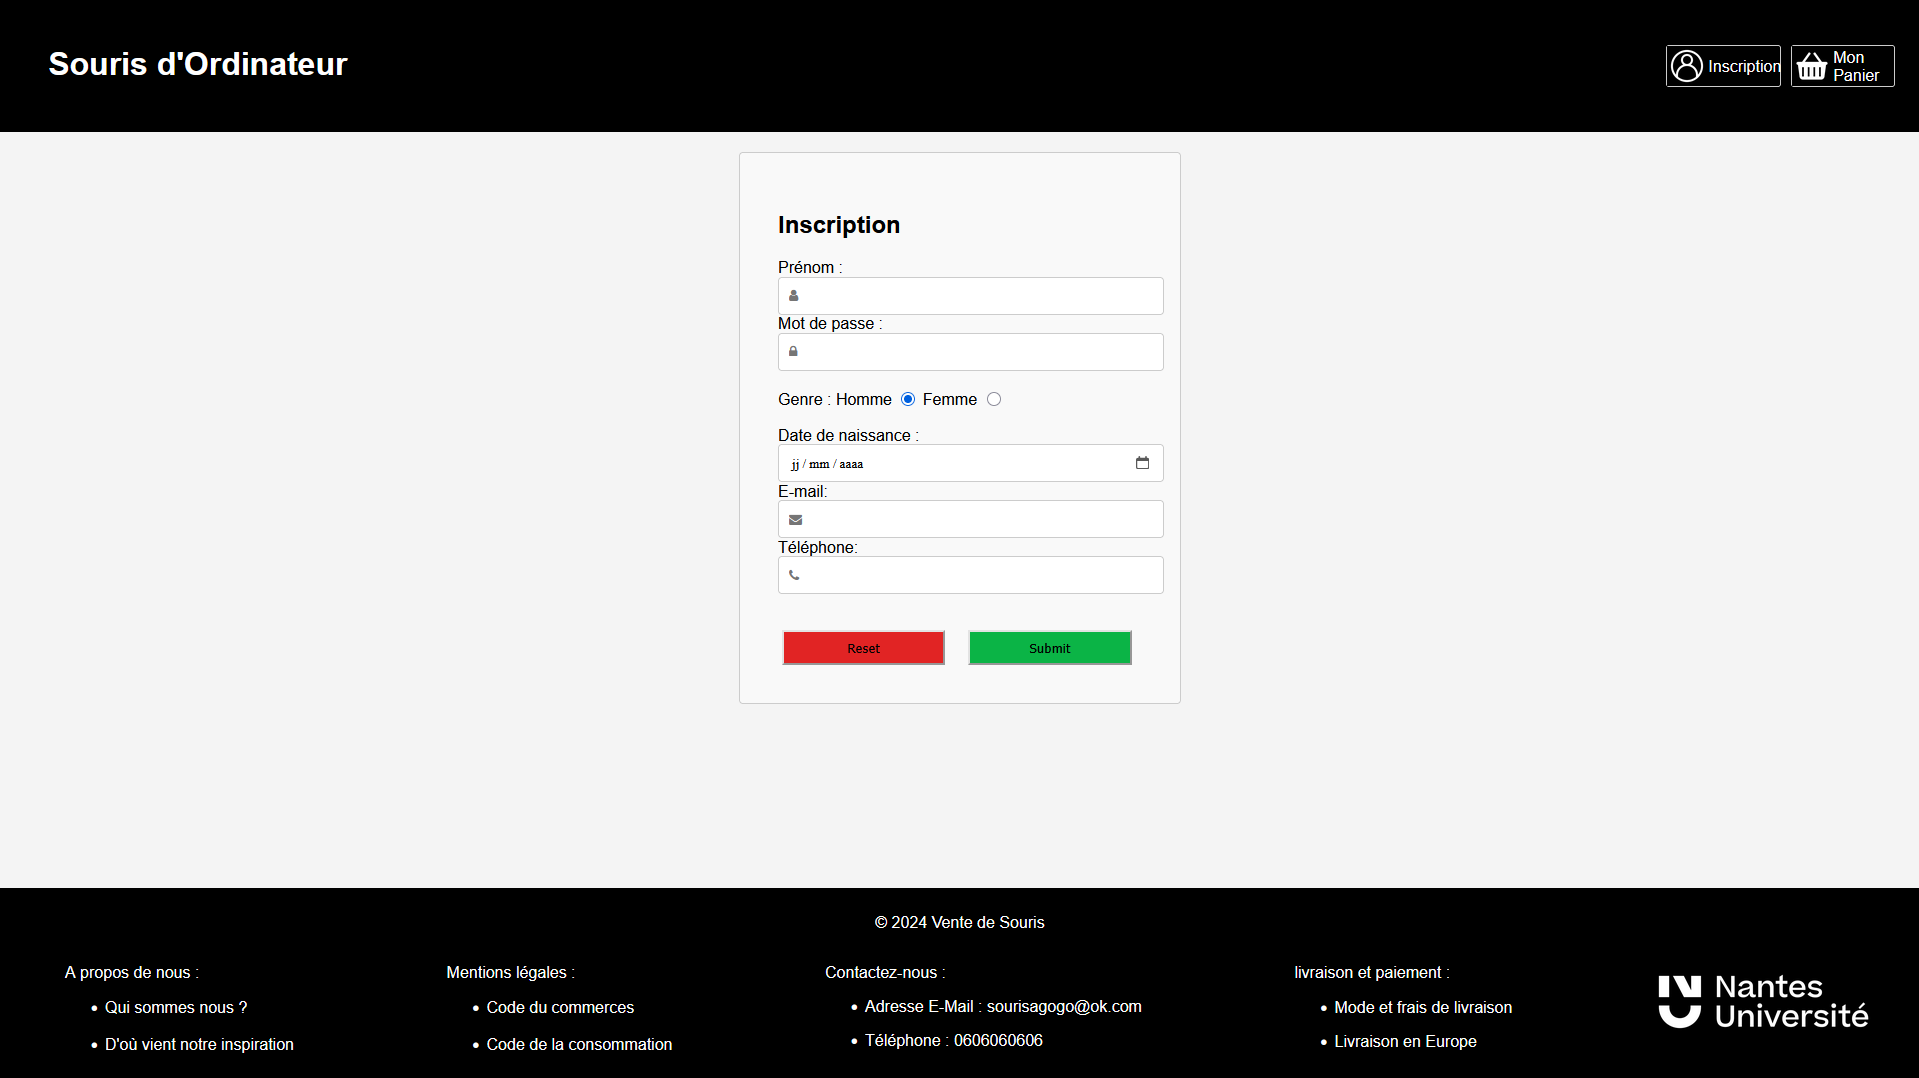 Souris d'Ordinateur
Inscription
Mon
Panier
Inscription
Prénom :
Mot de passe :
Genre : Homme Femme
Date de naissance :
jj / mm / aaaa
E-mail:
Téléphone:
Reset Submit
© 2024 Vente de Souris
A propos de nous :
• Qui sommes nous ?
• D'où vient notre inspiration
Mentions légales :
• Code du commerces
• Code de la consommation
Contactez-nous :
• Adresse E-Mail : sourisagogo@ok.com
• Téléphone : 0606060606
livraison et paiement :
• Mode et frais de livraison
• Livraison en Europe
Nantes
Université